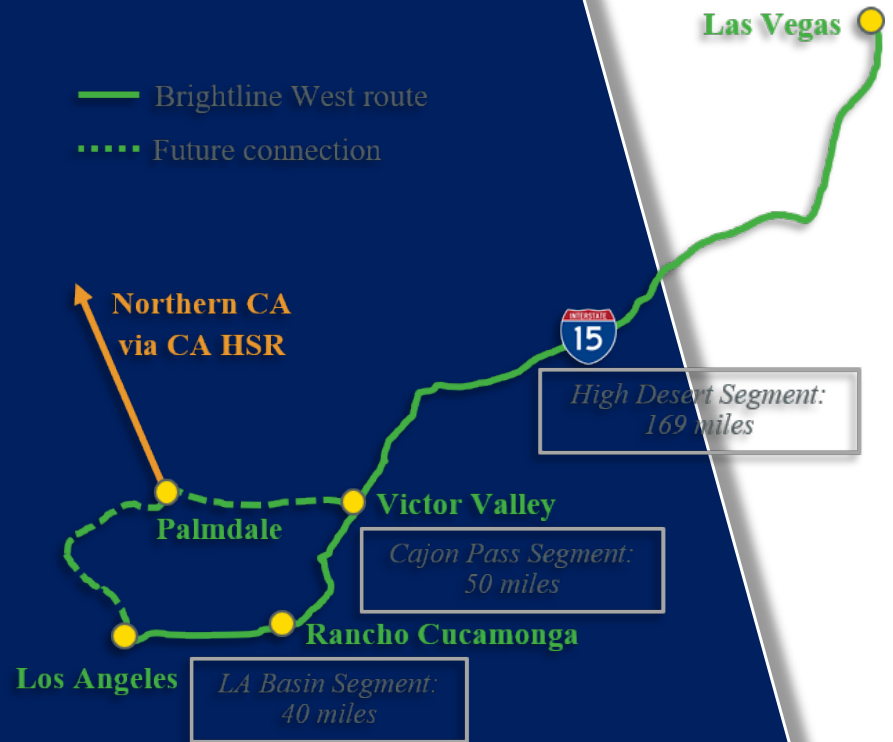 Las Vegas
Brightline West route
Future connection
Northern CA
via CA HSR
INTERSTATE
15
High Desert Segment:
169 miles
Palmdale
Victor Valley
Cajon Pass Segment:
50 miles
Rancho Cucamonga
Los Angeles
LA Basin Segment:
40 miles